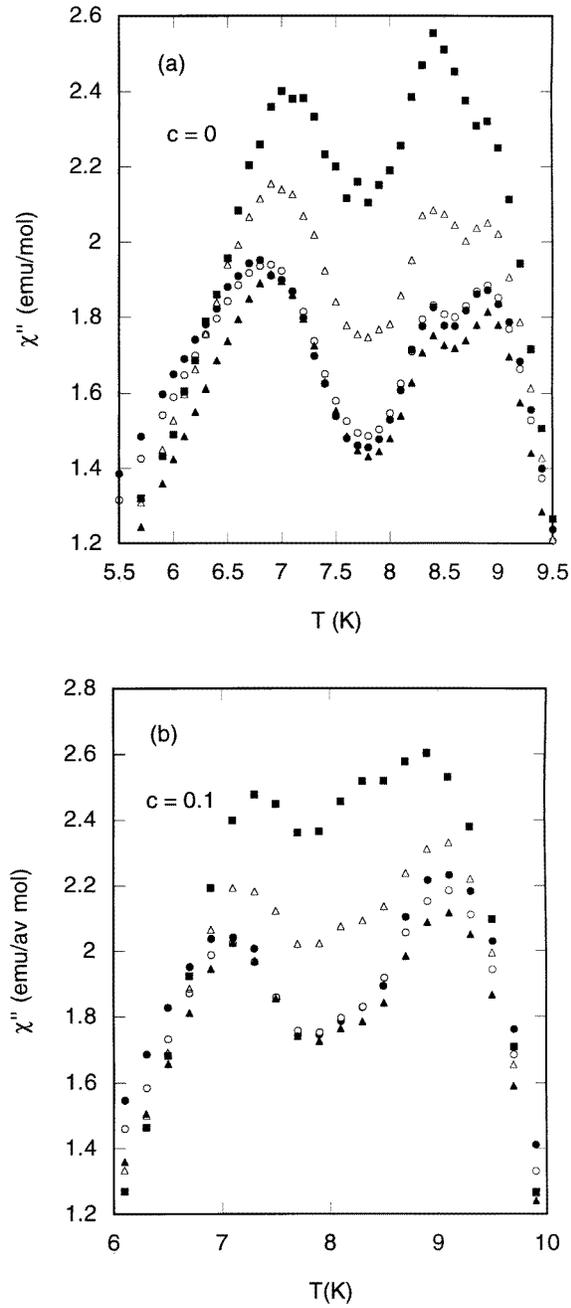 2.6
(a)
2.4
c = 0
2.2
2
χ" (emu/mol)
1.8
1.6
1.4
1.2
5.5 6 6.5 7 7.5 8 8.5 9 9.5
T (K)
2.8
(b)
2.6
c = 0.1
2.4
2.2
χ" (emu/av mol)
2
1.8
1.6
1.4
1.2
6 7 8 9 10
T(K)